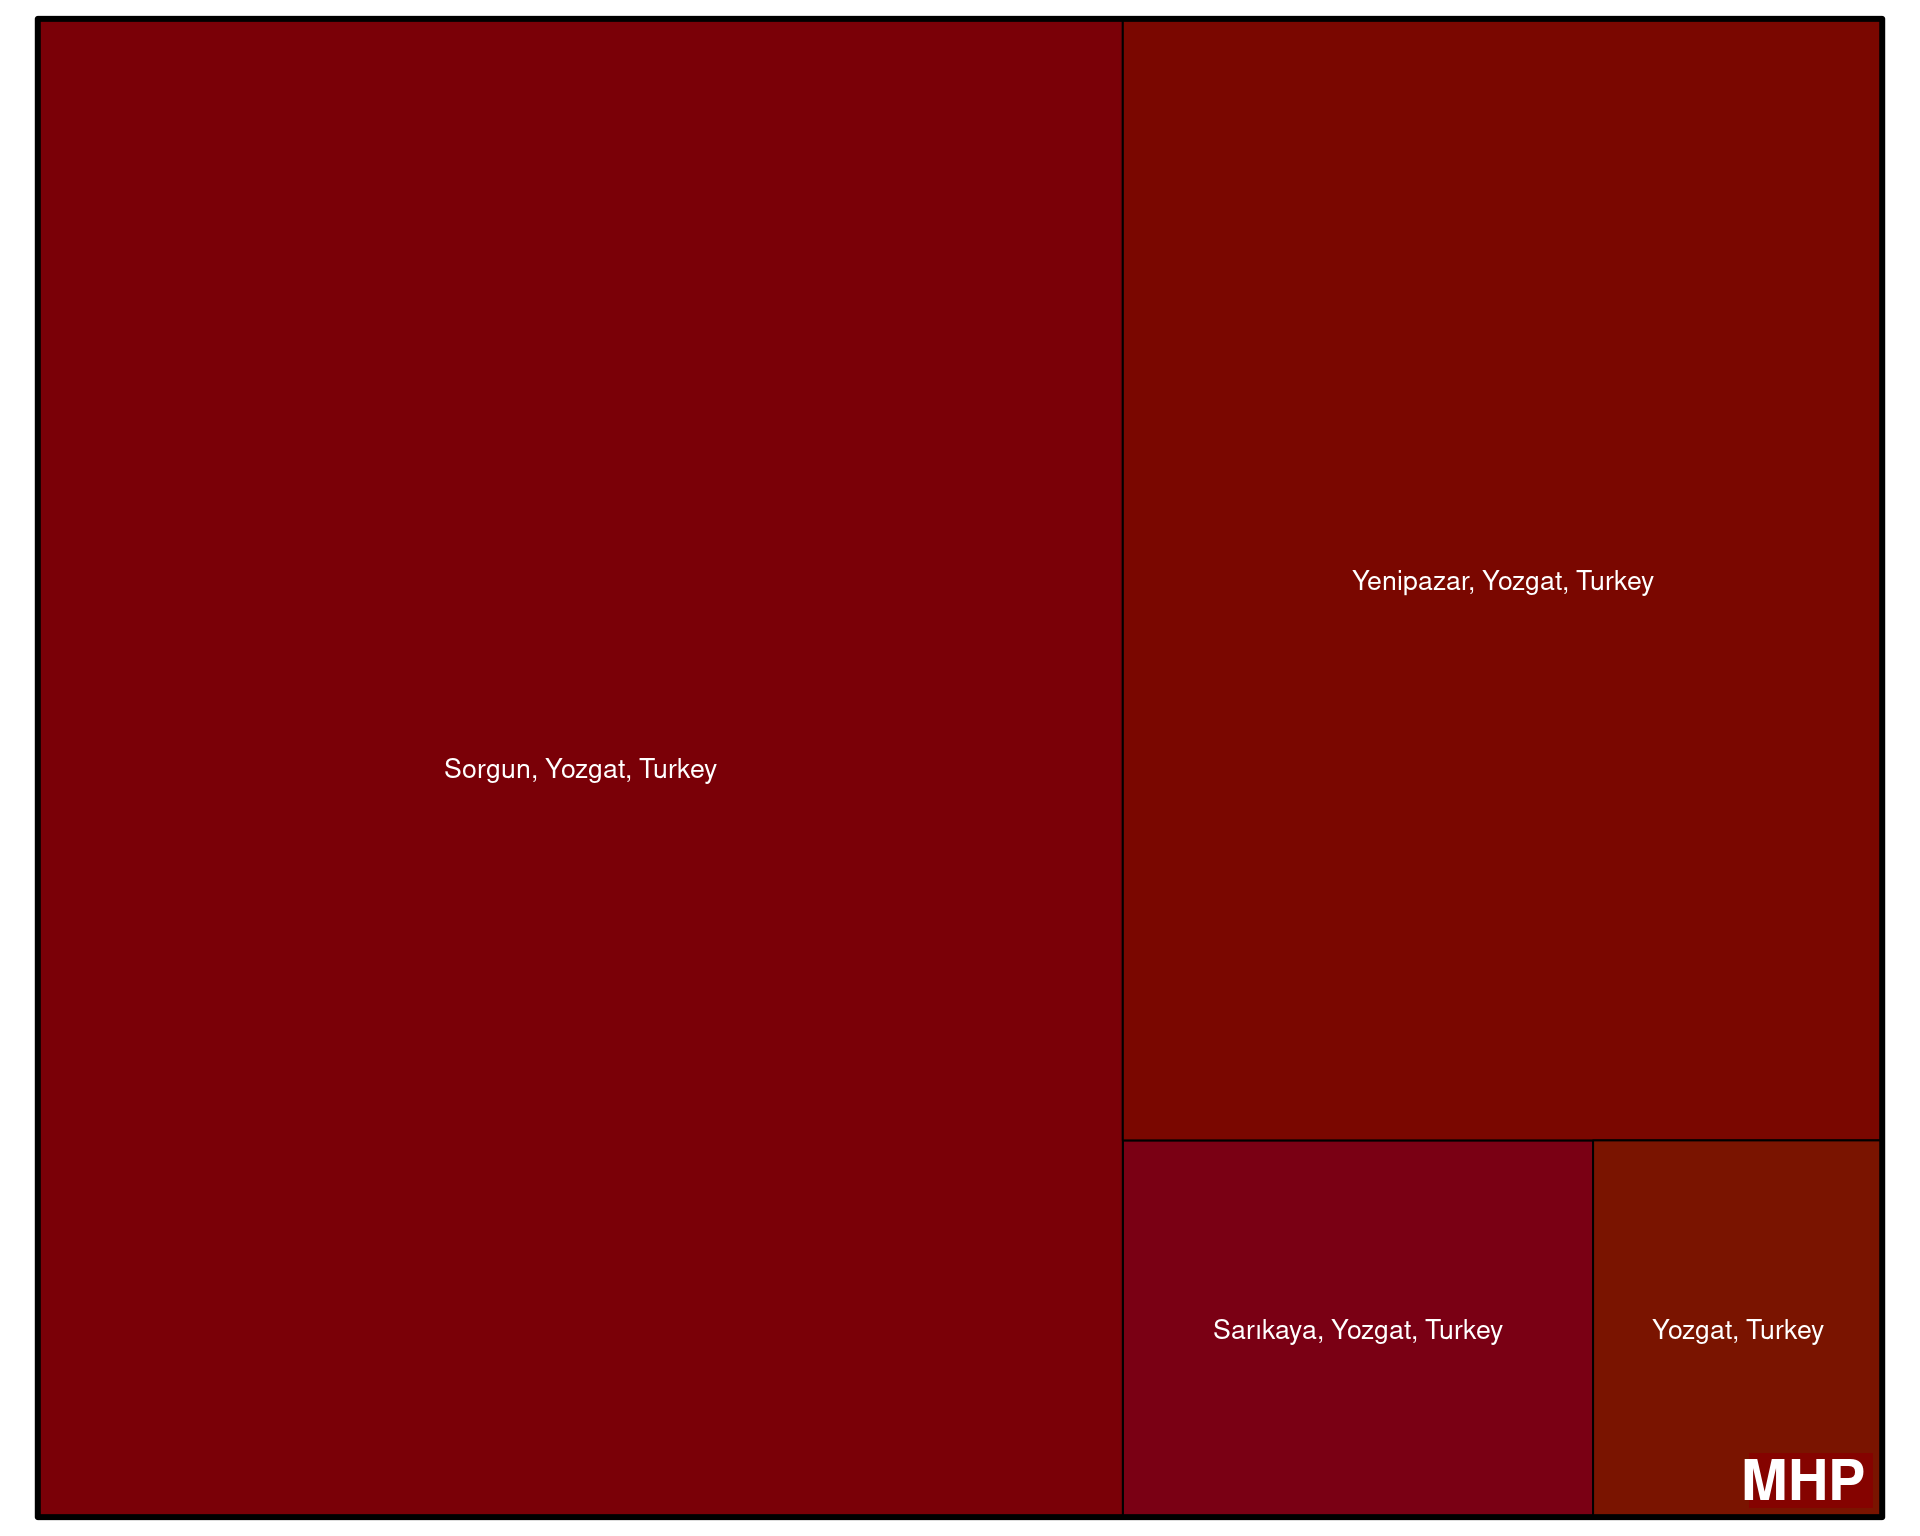 Sorgun, Yozgat, Turkey
Yenipazar, Yozgat, Turkey
Sarıkaya, Yozgat, Turkey
Yozgat, Turkey
MHP